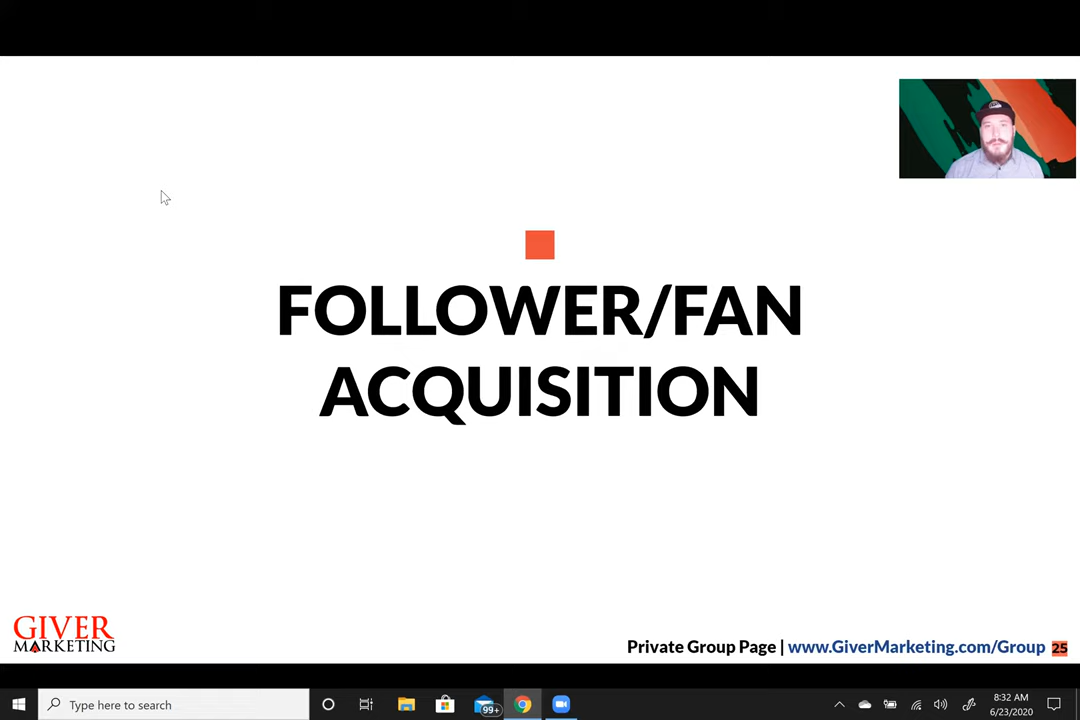 FOLLOWER/FAN
ACQUISITION
GIVER
MARKETING
Private Group Page | www.GiverMarketing.com/Group 25
Type here to search
99+
8:32 AM
6/23/2020